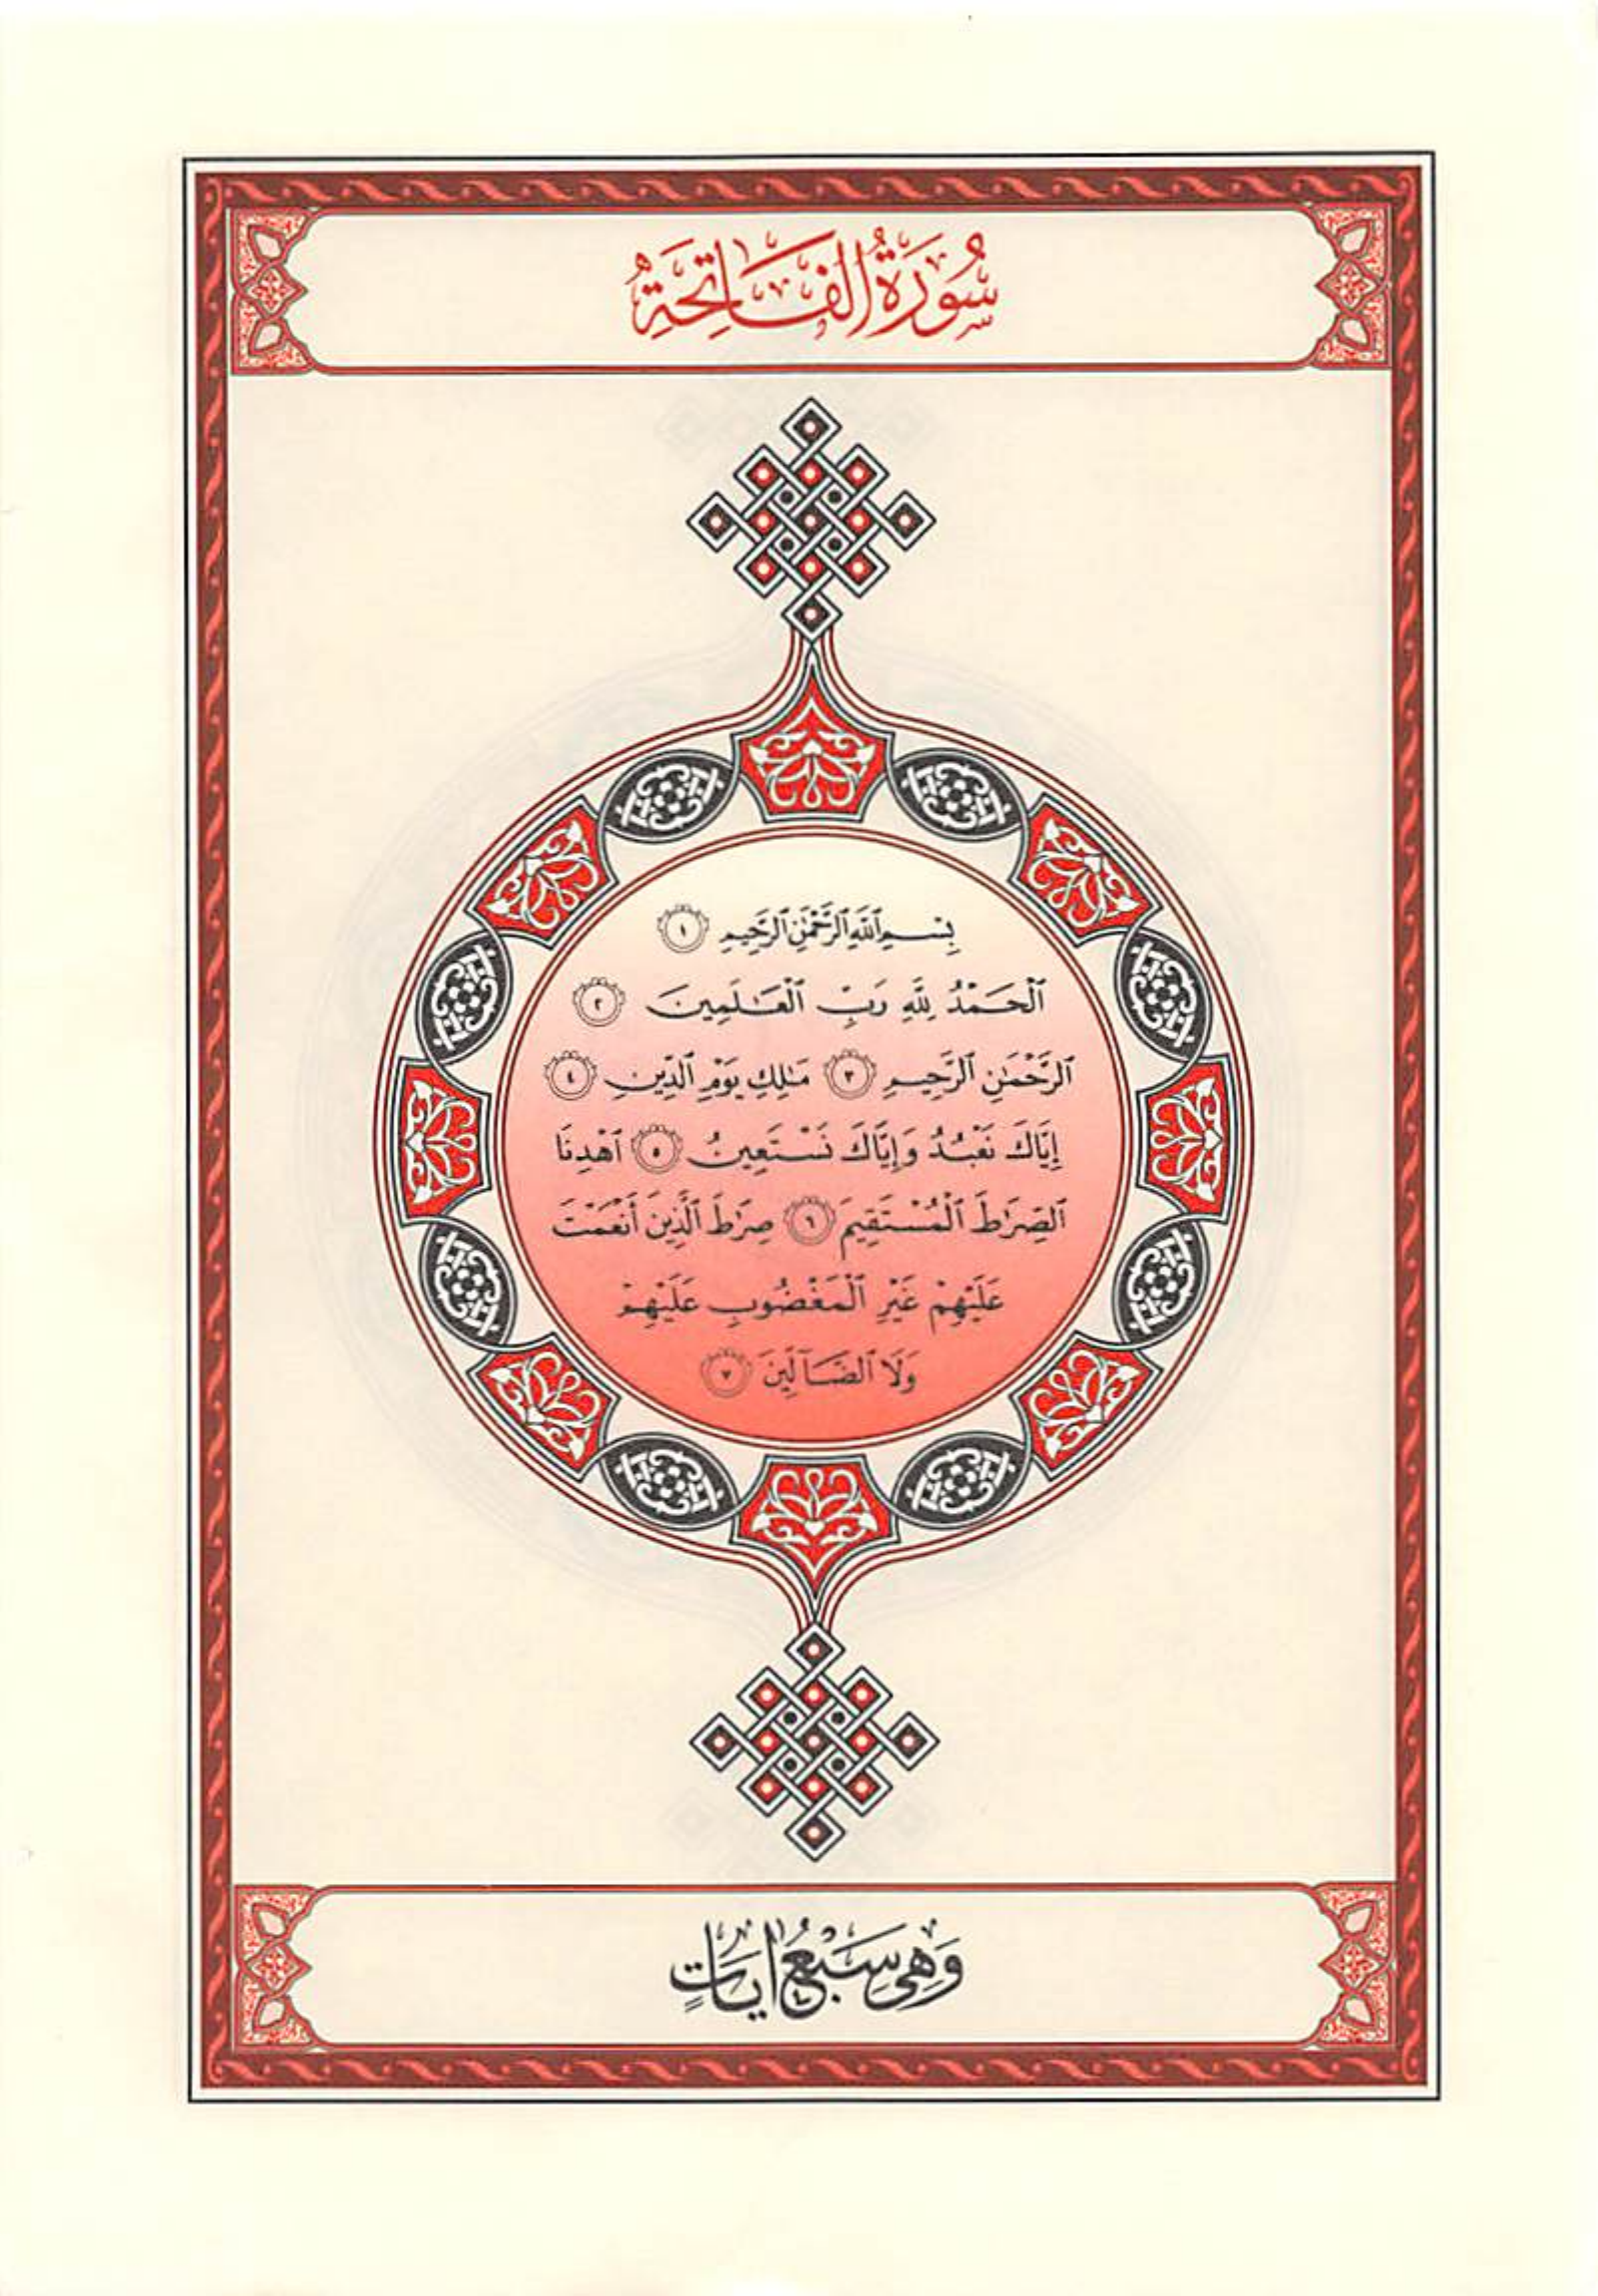 سُورَةُ الفَاتِحَةِ
بِسْمِ ٱللَّهِ ٱلرَّحْمَٰنِ ٱلرَّحِيمِ ١
ٱلْحَمْدُ لِلَّهِ رَبِّ ٱلْعَٰلَمِينَ ٢
ٱلرَّحْمَٰنِ ٱلرَّحِيمِ ٣ مَٰلِكِ يَوْمِ ٱلدِّينِ ٤
إِيَّاكَ نَعْبُدُ وَإِيَّاكَ نَسْتَعِينُ ٥ ٱهْدِنَا
ٱلصِّرَٰطَ ٱلْمُسْتَقِيمَ ٦ صِرَٰطَ ٱلَّذِينَ أَنْعَمْتَ
عَلَيْهِمْ غَيْرِ ٱلْمَغْضُوبِ عَلَيْهِمْ
وَلَا ٱلضَّآلِّينَ ٧
وَهِيَ سَبْعُ ايَاتٍ